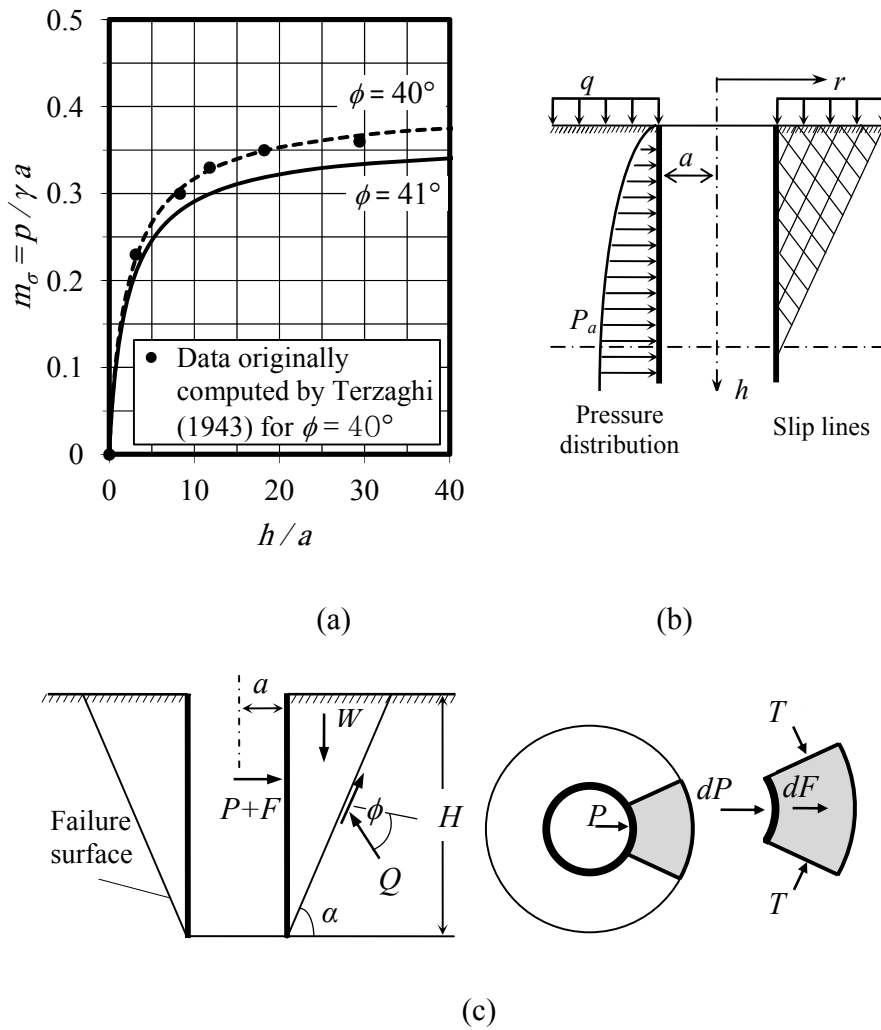 0.5
0.4
0.3
0.2
0.1
0
m_σ = p / γ a
ϕ = 40°
ϕ = 41°
• Data originally
computed by Terzaghi
(1943) for ϕ = 40°
0 10 20 30 40
h / a
(a)
q
r
a
P_a
h
Pressure
distribution
Slip lines
(b)
a
W
P+F
ϕ
Q
H
Failure
surface
α
P
dP
T
dF
T
(c)